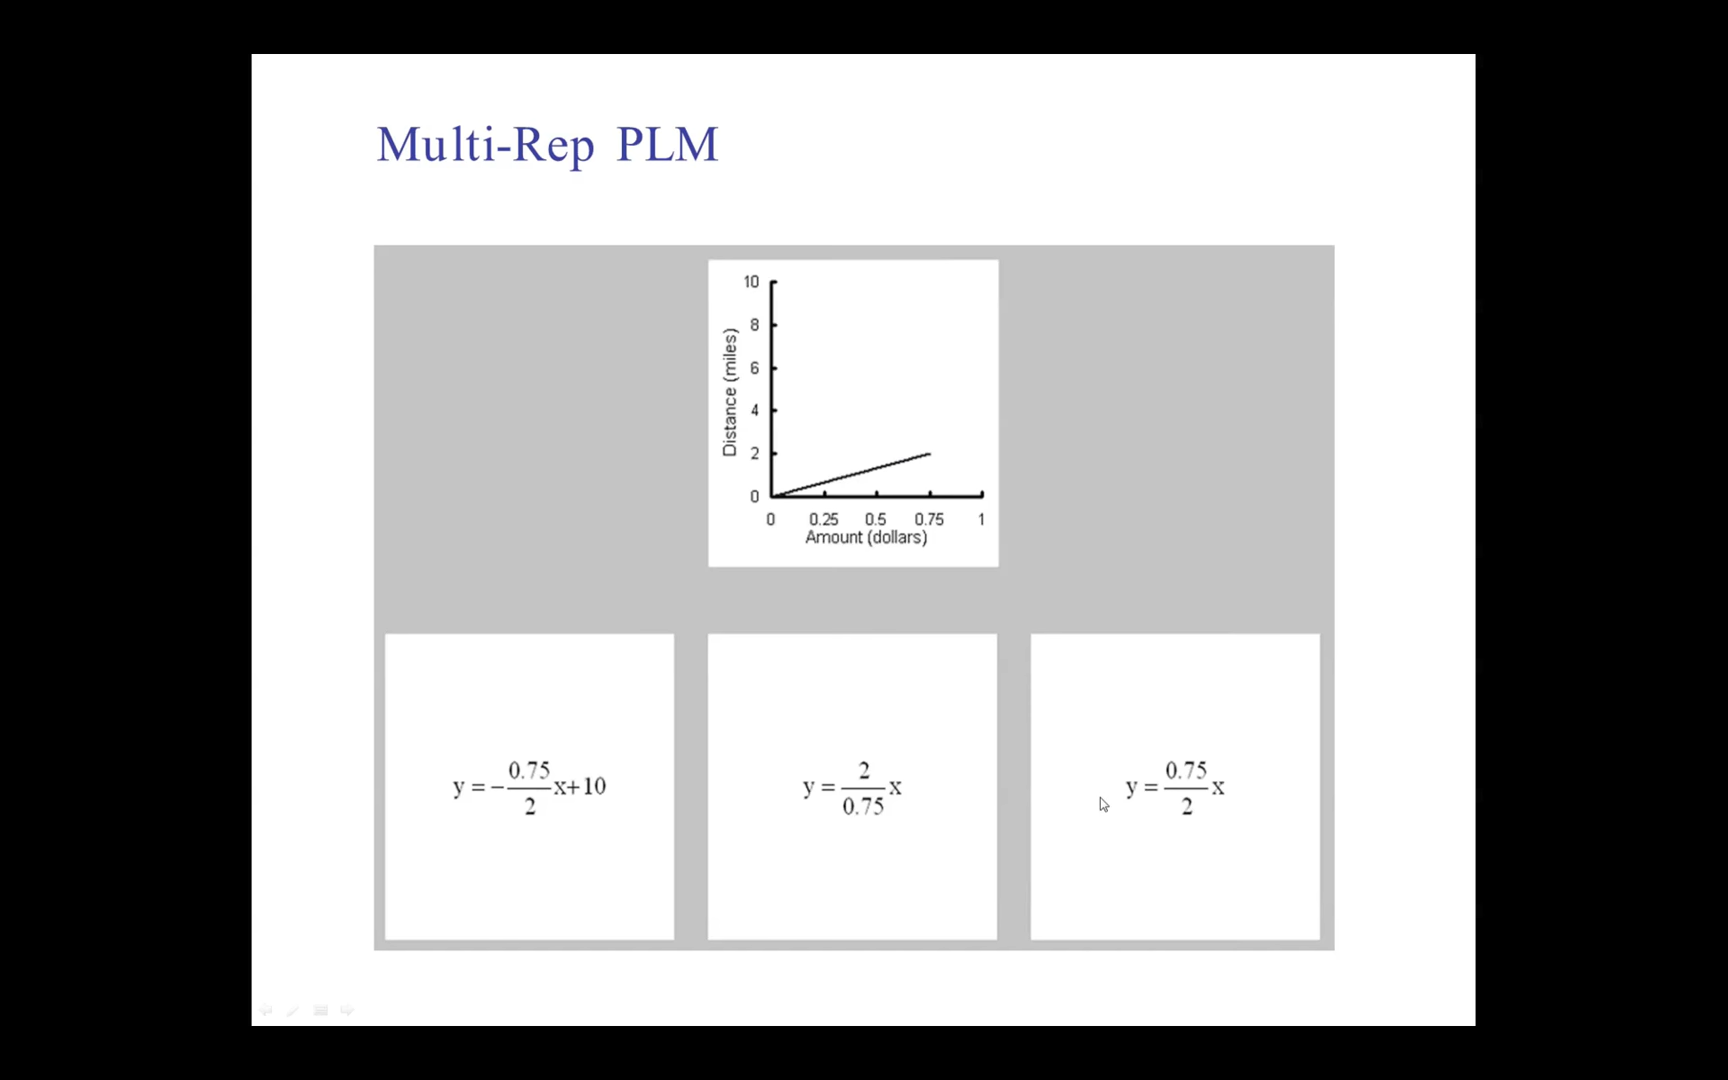 Multi-Rep PLM
10
8
6
4
2
0
Distance (miles)
0 0.25 0.5 0.75 1
Amount (dollars)
y = -0.75/2 x+10
y = 2/0.75 x
y = 0.75/2 x